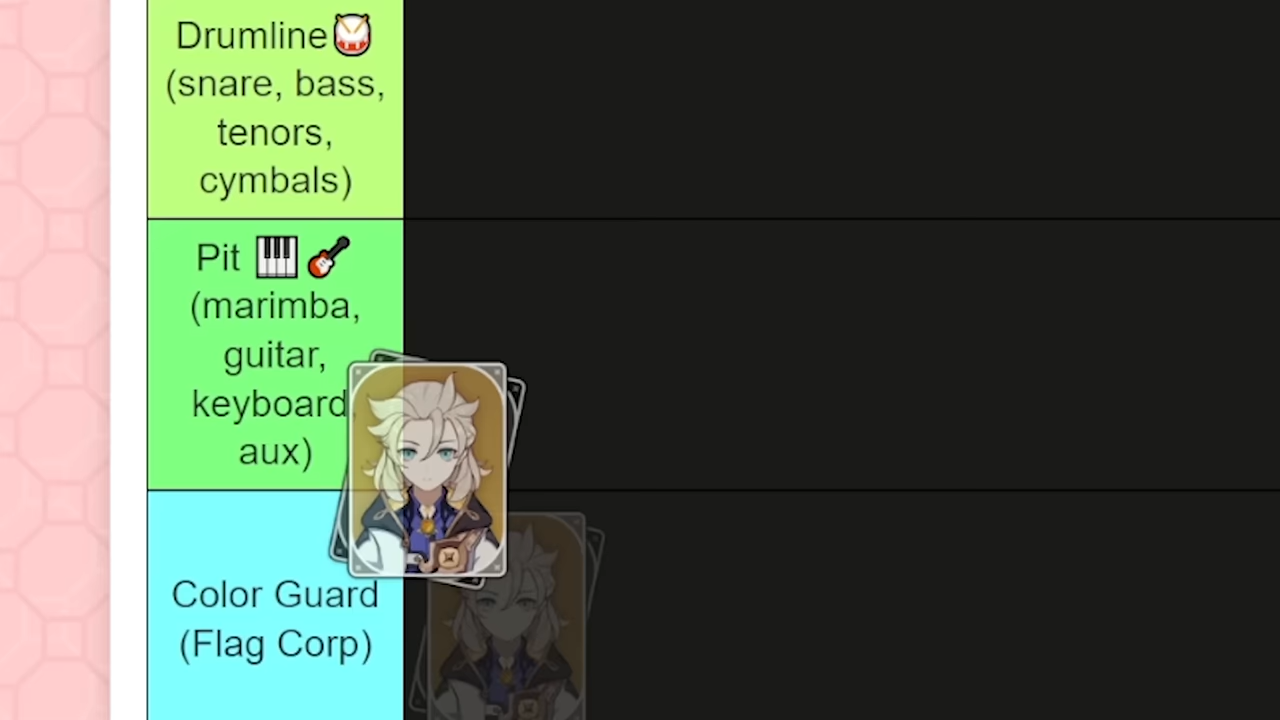 Drumline🥁
(snare, bass,
tenors,
cymbals)
Pit 🎹🎸
(marimba,
guitar,
keyboard,
aux)
Color Guard
(Flag Corp)